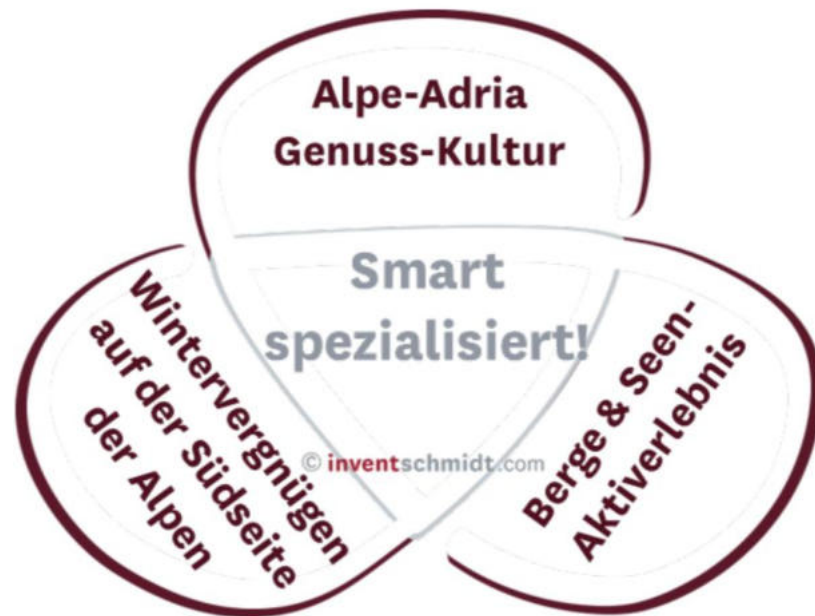 Alpe-Adria
Genuss-Kultur
Smart
spezialisiert!
Wintervergnügen
auf der Südseite
der Alpen
Berge & Seen-
Aktiverlebnis
© inventschmidt.com